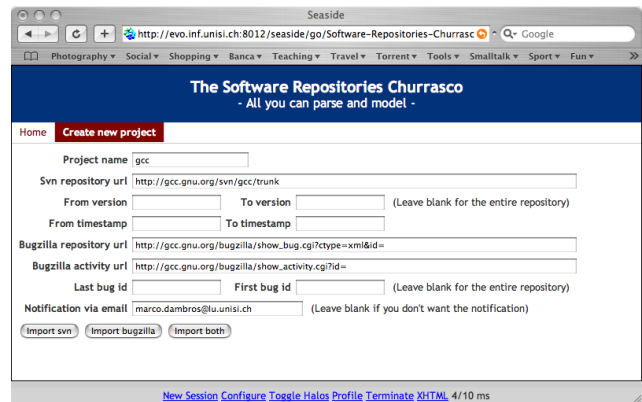 Seaside
http://evo.inf.unisi.ch:8012/seaside/go/Software-Repositories-Churrasc Google
Photography Social Shopping Banca Teaching Travel Torrent Tools Smalltalk Sport Fun
The Software Repositories Churrasco
- All you can parse and model -
Home Create new project
Project name gcc
Svn repository url http://gcc.gnu.org/svn/gcc/trunk
From version To version (Leave blank for the entire repository)
From timestamp To timestamp
Bugzilla repository url http://gcc.gnu.org/bugzilla/show_bug.cgi?ctype=xml&id=
Bugzilla activity url http://gcc.gnu.org/bugzilla/show_activity.cgi?id=
Last bug id First bug id (Leave blank for the entire repository)
Notification via email marco.dambros@lu.unisi.ch (Leave blank if you don't want the notification)
Import svn Import bugzilla Import both
New Session Configure Toggle Halos Profile Terminate XHTML 4/10 ms